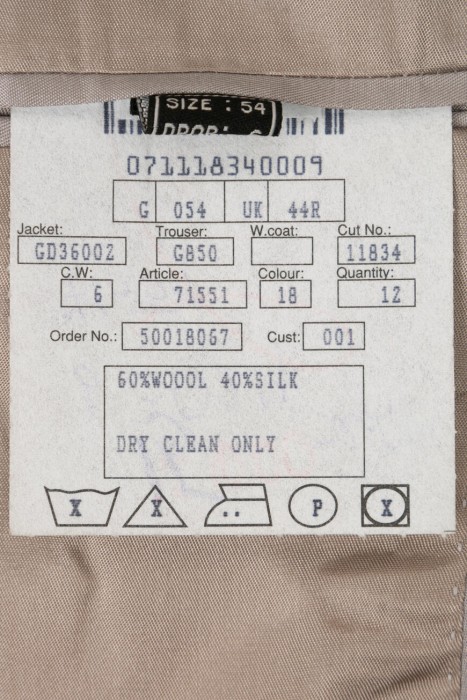 SIZE : 54
071118340009
G 054 UK 44R
Jacket: Trouser: W.coat: Cut No.:
GD36002 G850 11834
C.W: Article: Colour: Quantity:
6 71551 18 12
Order No.: 50018067 Cust: 001
60%WOOOL 40%SILK
DRY CLEAN ONLY
X X .. P X